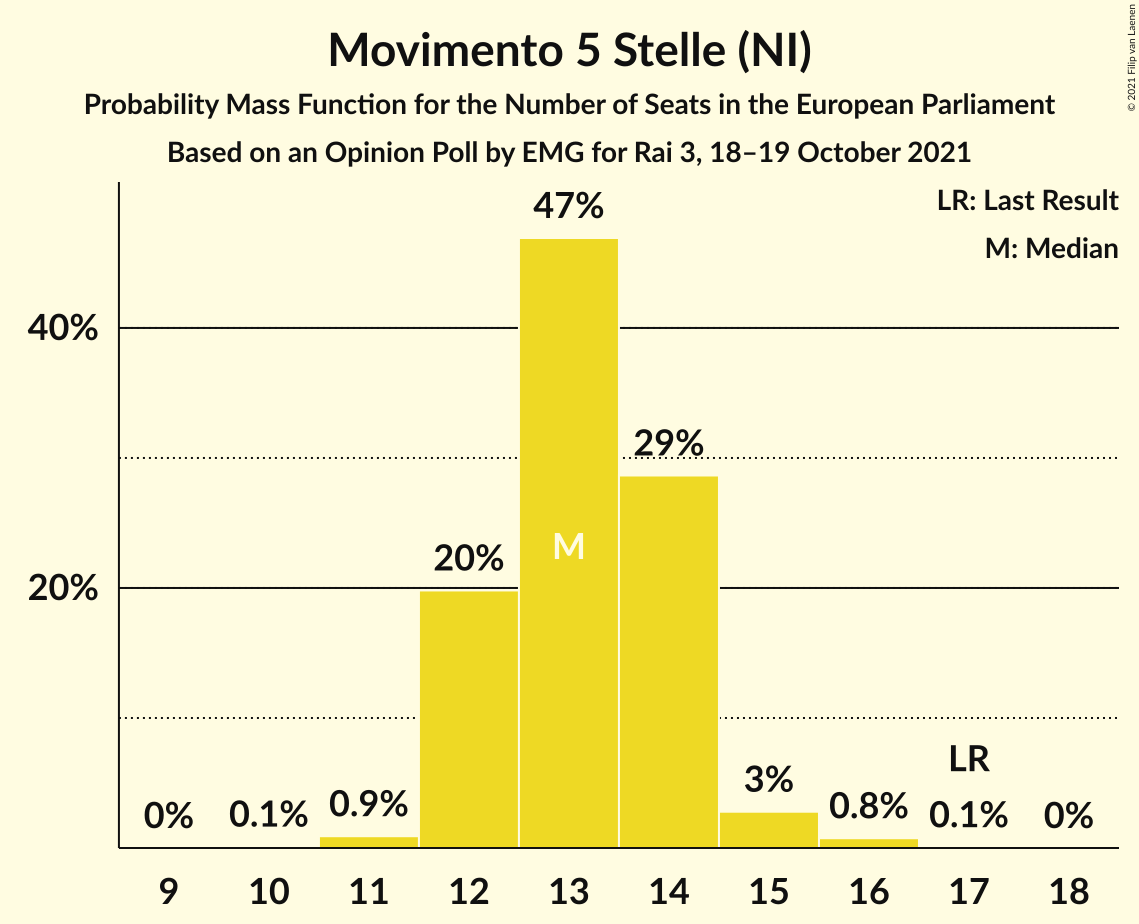 Movimento 5 Stelle (NI)
Probability Mass Function for the Number of Seats in the European Parliament
Based on an Opinion Poll by EMG for Rai 3, 18–19 October 2021
© 2021 Filip van Laenen
LR: Last Result
M: Median
47%
40%
29%
M
20%
20%
LR
3%
0%
0.1%
0.9%
0.8%
0.1%
0%
9 10 11 12 13 14 15 16 17 18